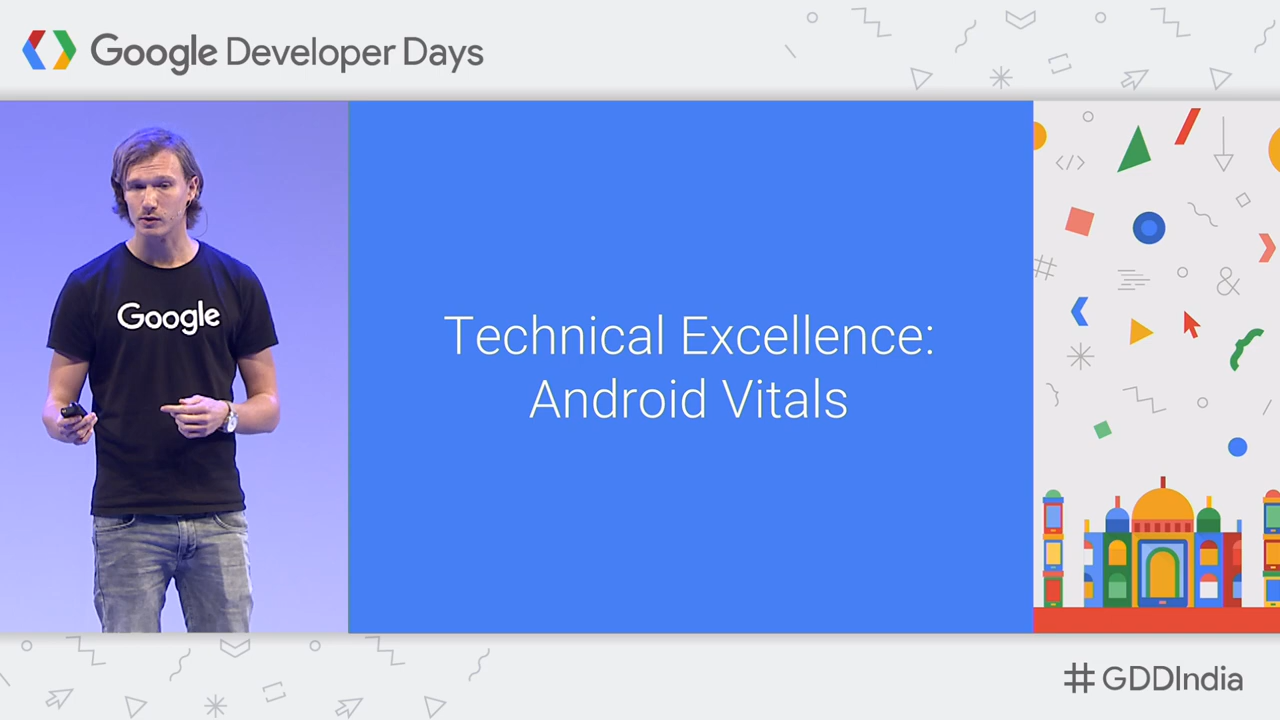 Google Developer Days
Google
Technical Excellence:
Android Vitals
</>
#
&
#GDDIndia